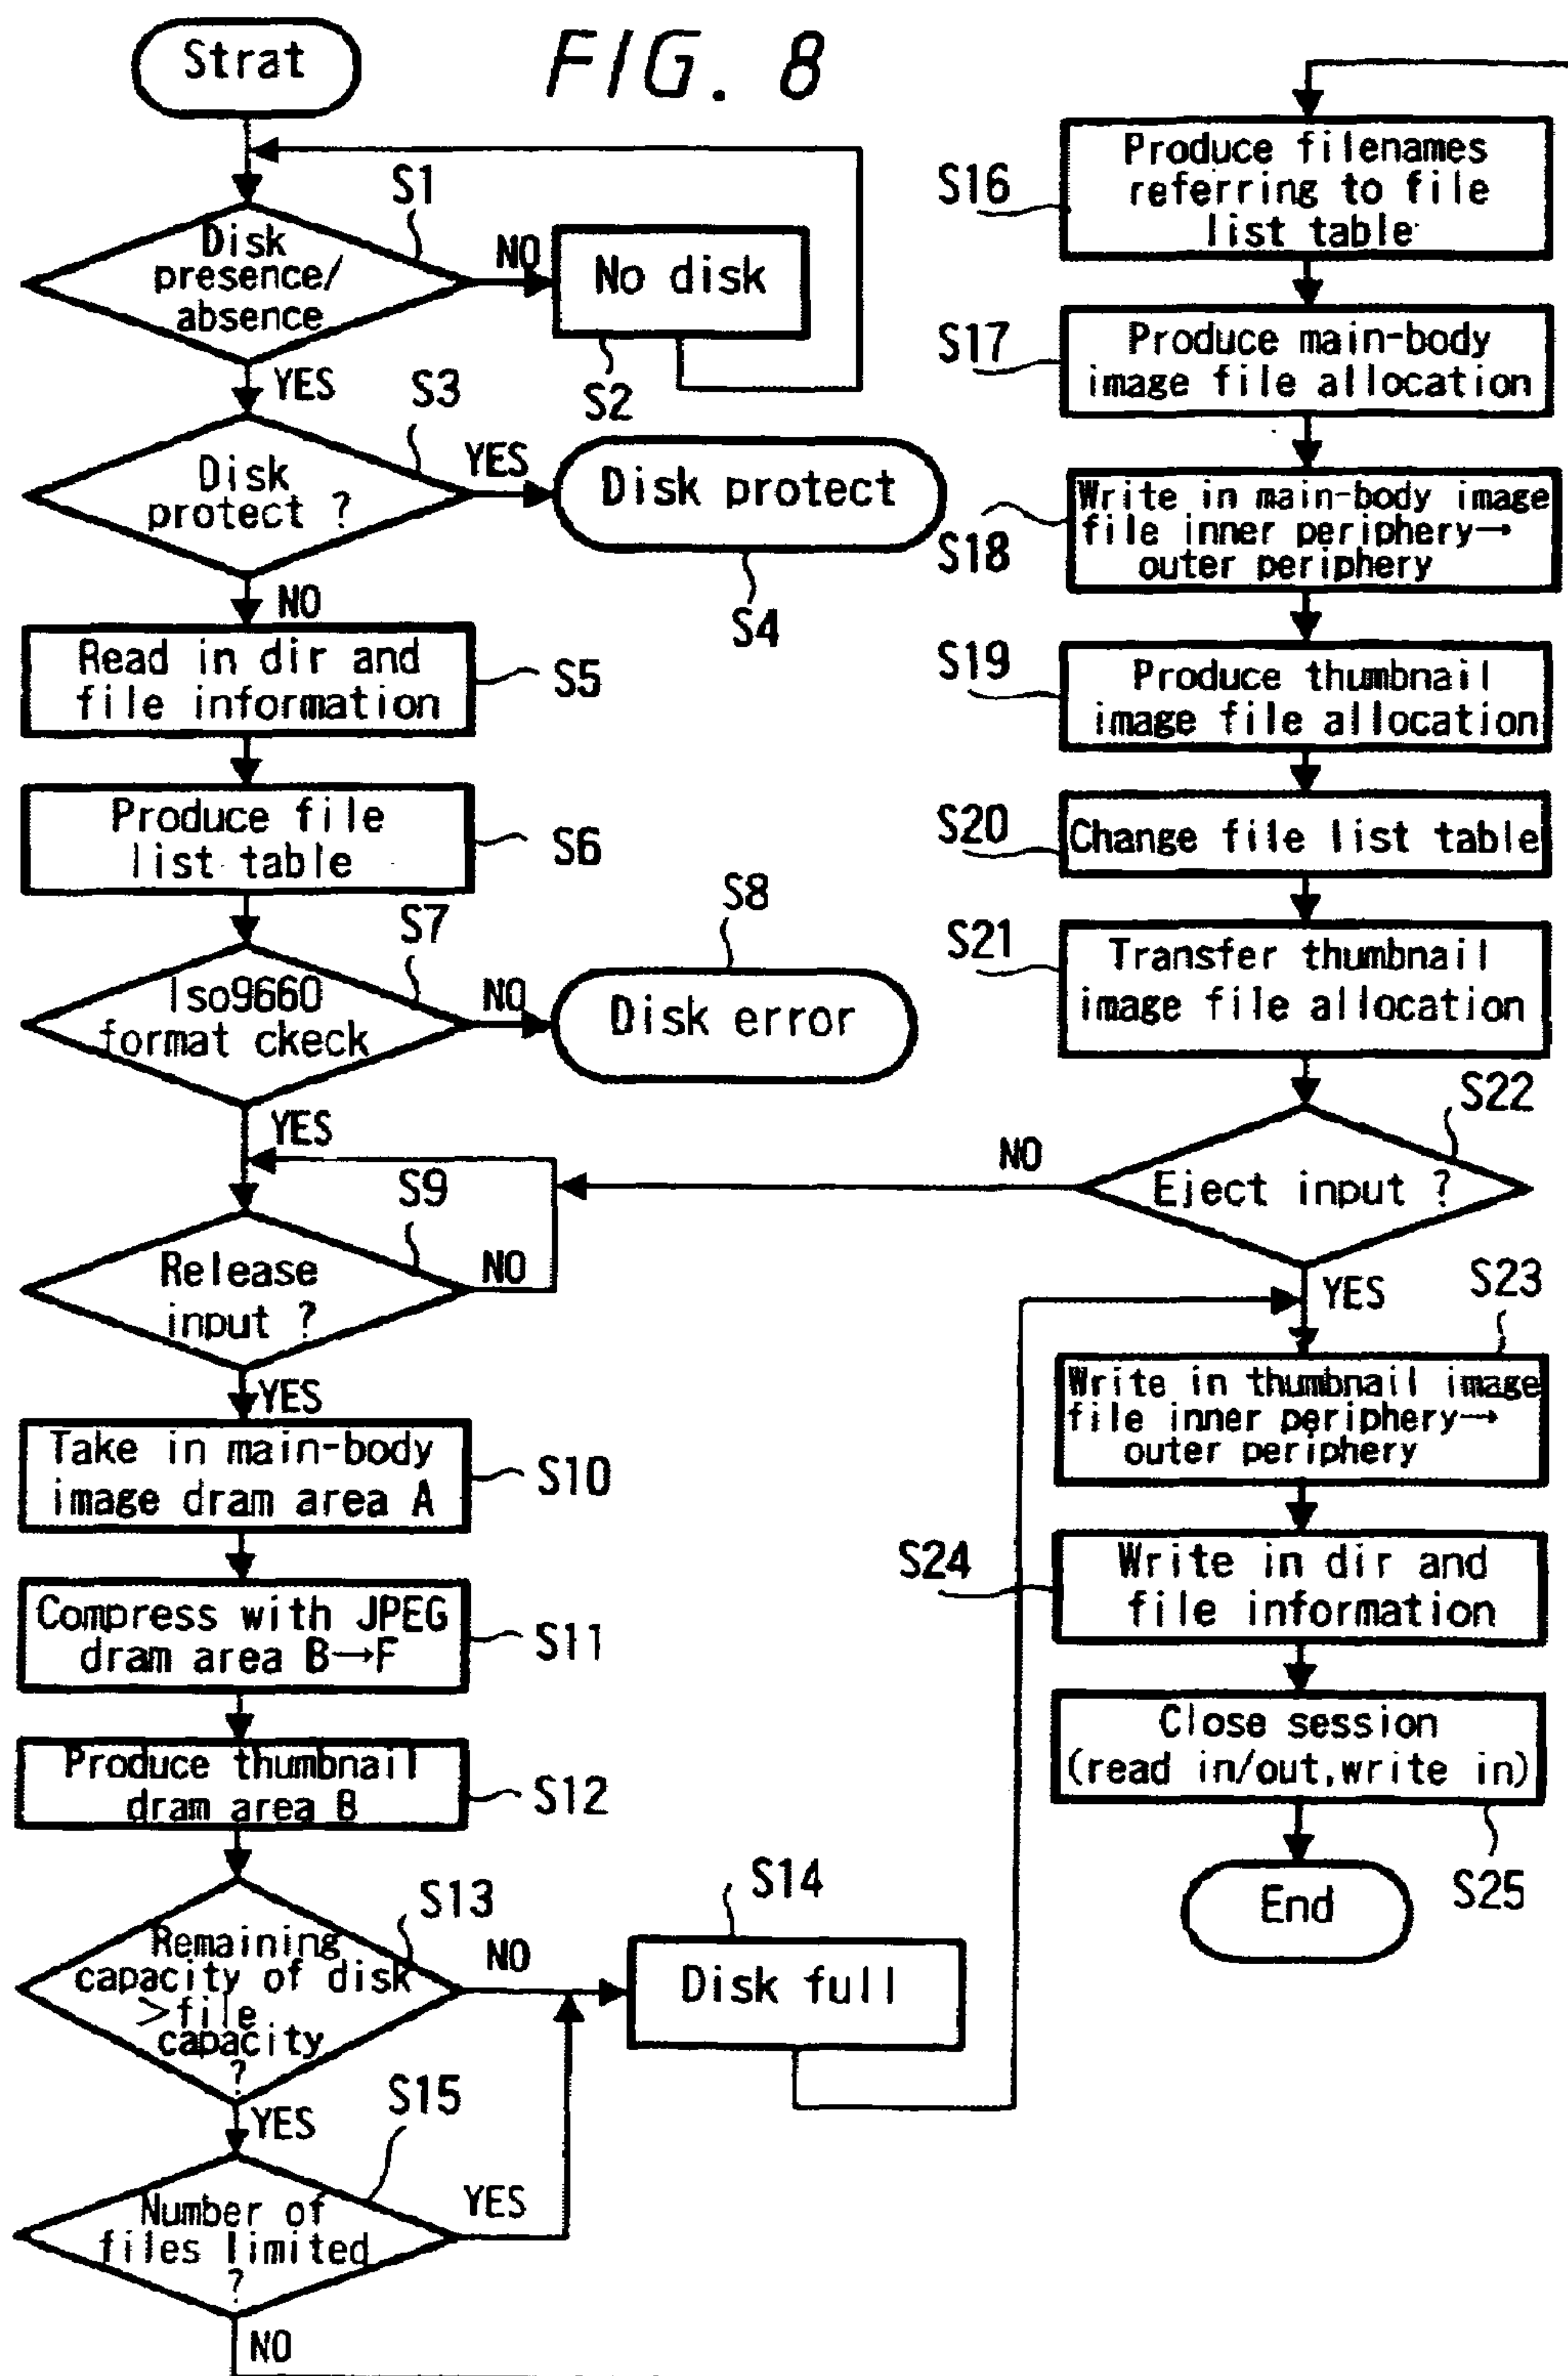 FIG. 8
Strat
S1
Disk
presence/
absence
NO
No disk
S2
YES
S3
Disk
protect ?
YES
Disk protect
S4
NO
Read in dir and
file information
S5
Produce file
list table
S6
S7
Iso9660
format ckeck
NO
S8
Disk error
YES
S9
Release
input ?
NO
YES
Take in main-body
image dram area A
S10
Compress with JPEG
dram area B→F
S11
Produce thumbnail
dram area B
S12
S13
Remaining
capacity of disk
>file
capacity
?
NO
S14
Disk full
YES
S15
Number of
files limited
?
YES
NO
S16
Produce filenames
referring to file
list table
S17
Produce main-body
image file allocation
S18
Write in main-body image
file inner periphery→
outer periphery
S19
Produce thumbnail
image file allocation
S20
Change file list table
S21
Transfer thumbnail
image file allocation
S22
Eject input ?
NO
YES
S23
Write in thumbnail image
file inner periphery→
outer periphery
S24
Write in dir and
file information
Close session
(read in/out,write in)
S25
End